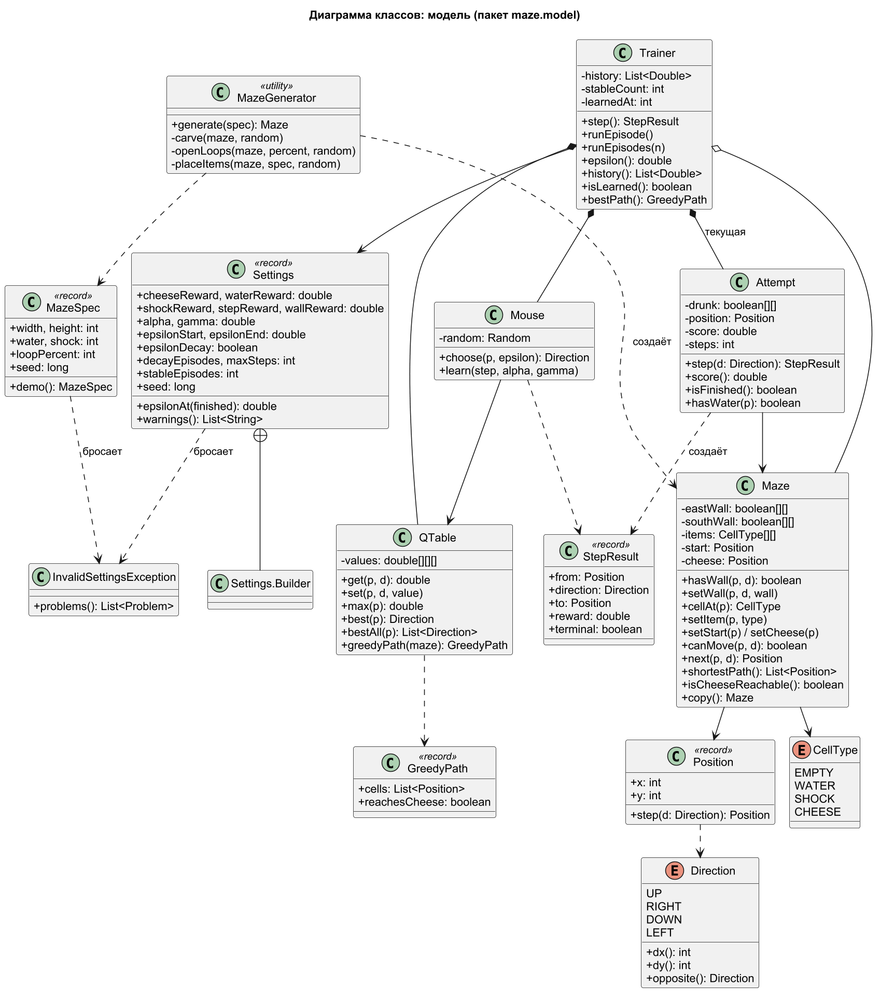 Диаграмма классов: модель (пакет maze.model)
C Trainer
-history: List<Double>
-stableCount: int
-learnedAt: int
+step(): StepResult
+runEpisode()
+runEpisodes(n)
+epsilon(): double
+history(): List<Double>
+isLearned(): boolean
+bestPath(): GreedyPath
«utility»
C MazeGenerator
+generate(spec): Maze
-carve(maze, random)
-openLoops(maze, percent, random)
-placeItems(maze, spec, random)
текущая
«record»
C MazeSpec
+width, height: int
+water, shock: int
+loopPercent: int
+seed: long
+demo(): MazeSpec
«record»
C Settings
+cheeseReward, waterReward: double
+shockReward, stepReward, wallReward: double
+alpha, gamma: double
+epsilonStart, epsilonEnd: double
+epsilonDecay: boolean
+decayEpisodes, maxSteps: int
+stableEpisodes: int
+seed: long
+epsilonAt(finished): double
+warnings(): List<String>
C Mouse
-random: Random
+choose(p, epsilon): Direction
+learn(step, alpha, gamma)
создаёт
C Attempt
-drunk: boolean[][]
-position: Position
-score: double
-steps: int
+step(d: Direction): StepResult
+score(): double
+isFinished(): boolean
+hasWater(p): boolean
бросает
бросает
создаёт
C InvalidSettingsException
+problems(): List<Problem>
C Settings.Builder
C QTable
-values: double[][][]
+get(p, d): double
+set(p, d, value)
+max(p): double
+best(p): Direction
+bestAll(p): List<Direction>
+greedyPath(maze): GreedyPath
«record»
C StepResult
+from: Position
+direction: Direction
+to: Position
+reward: double
+terminal: boolean
C Maze
-eastWall: boolean[][]
-southWall: boolean[][]
-items: CellType[][]
-start: Position
-cheese: Position
+hasWall(p, d): boolean
+setWall(p, d, wall)
+cellAt(p): CellType
+setItem(p, type)
+setStart(p) / setCheese(p)
+canMove(p, d): boolean
+next(p, d): Position
+shortestPath(): List<Position>
+isCheeseReachable(): boolean
+copy(): Maze
«record»
C GreedyPath
+cells: List<Position>
+reachesCheese: boolean
«record»
C Position
+x: int
+y: int
+step(d: Direction): Position
E CellType
EMPTY
WATER
SHOCK
CHEESE
E Direction
UP
RIGHT
DOWN
LEFT
+dx(): int
+dy(): int
+opposite(): Direction